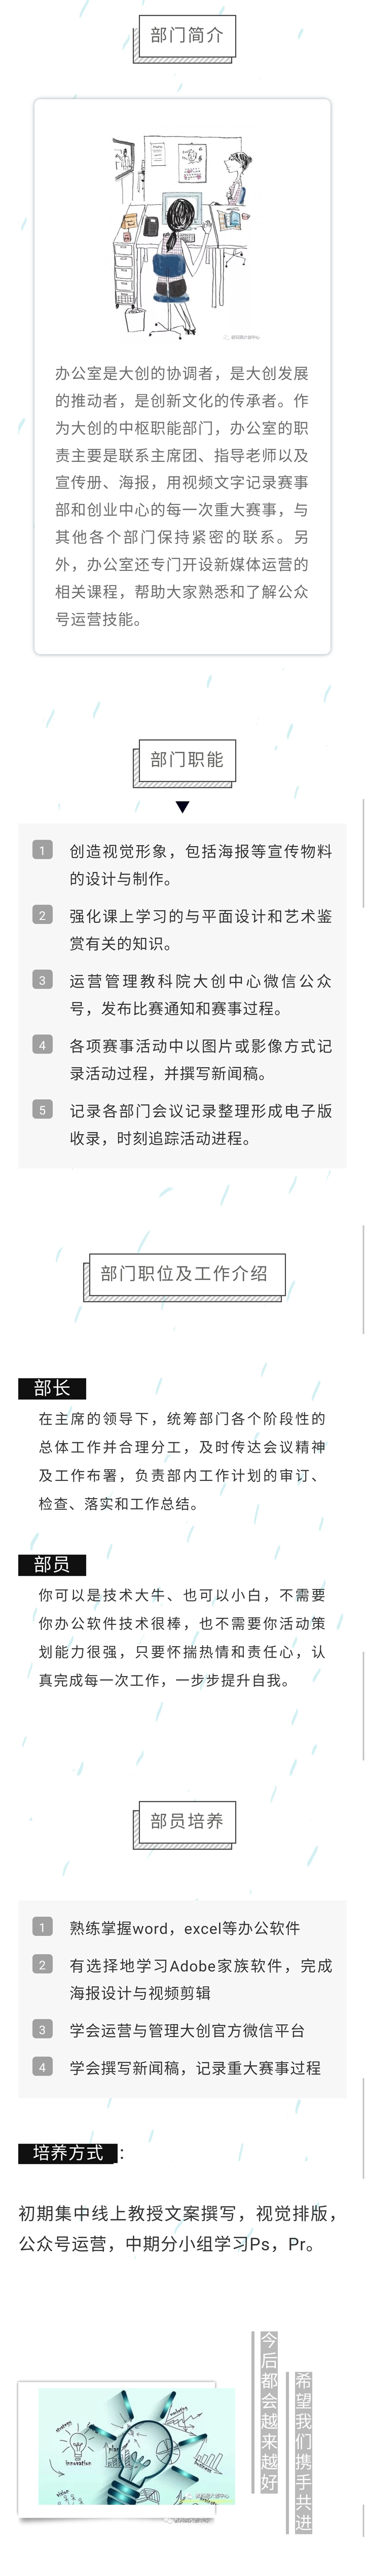 部门简介
办公室是大创的协调者，是大创发展
的推动者，是创新文化的传承者。作
为大创的中枢职能部门，办公室的职
责主要是联系主席团、指导老师以及
宣传册、海报，用视频文字记录赛事
部和创业中心的每一次重大赛事，与
其他各个部门保持紧密的联系。另
外，办公室还专门开设新媒体运营的
相关课程，帮助大家熟悉和了解公众
号运营技能。
部门职能
1 创造视觉形象，包括海报等宣传物料
的设计与制作。
2 强化课上学习的与平面设计和艺术鉴
赏有关的知识。
3 运营管理教科院大创中心微信公众
号，发布比赛通知和赛事过程。
4 各项赛事活动中以图片或影像方式记
录活动过程，并撰写新闻稿。
5 记录各部门会议记录整理形成电子版
收录，时刻追踪活动进程。
部门职位及工作介绍
部长
在主席的领导下，统筹部门各个阶段性的
总体工作并合理分工，及时传达会议精神
及工作布署，负责部内工作计划的审订、
检查、落实和工作总结。
部员
你可以是技术大牛、也可以小白，不需要
你办公软件技术很棒，也不需要你活动策
划能力很强，只要怀揣热情和责任心，认
真完成每一次工作，一步步提升自我。
部员培养
1 熟练掌握word，excel等办公软件
2 有选择地学习Adobe家族软件，完成
海报设计与视频剪辑
3 学会运营与管理大创官方微信平台
4 学会撰写新闻稿，记录重大赛事过程
培养方式：
初期集中线上教授文案撰写，视觉排版，
公众号运营，中期分小组学习Ps，Pr。
今后都会越来越好
希望我们携手共进
strategy
innovation